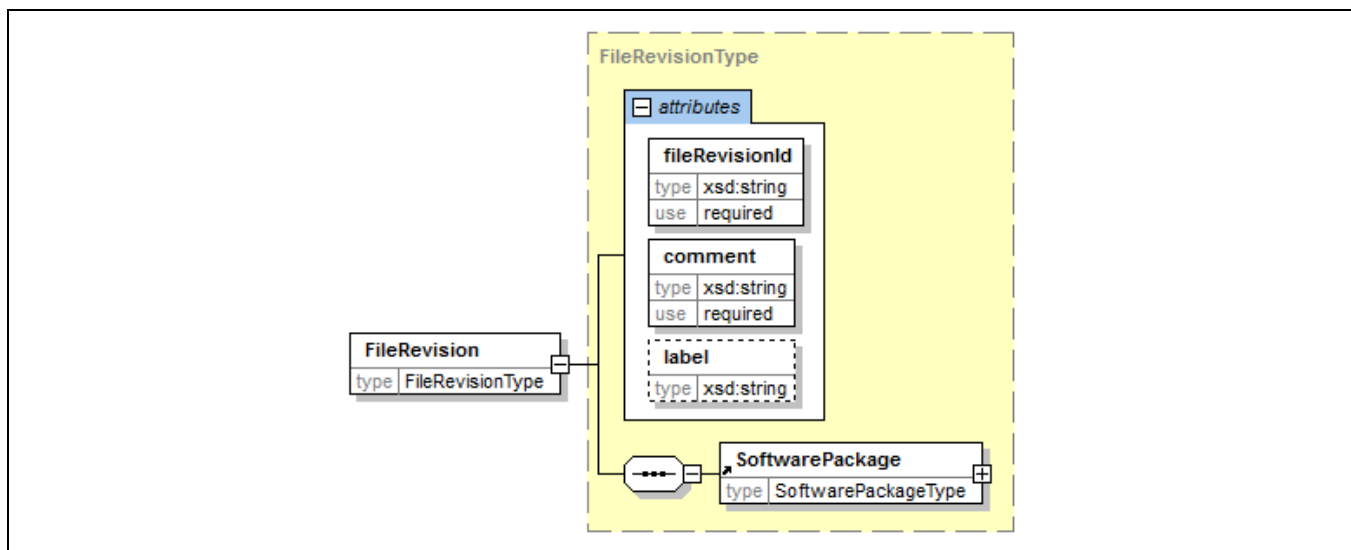 FileRevisionType
attributes
fileRevisionId
type xsd:string
use required
comment
type xsd:string
use required
label
type xsd:string
FileRevision
type FileRevisionType
SoftwarePackage
type SoftwarePackageType